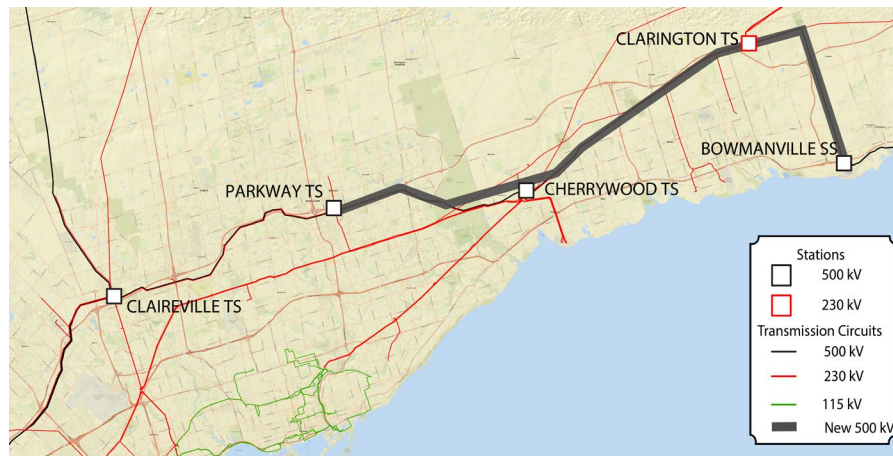 CLARINGTON TS
BOWMANVILLE SS
PARKWAY TS
CHERRYWOOD TS
CLAIREVILLE TS
Stations
500 kV
230 kV
Transmission Circuits
500 kV
230 kV
115 kV
New 500 kV